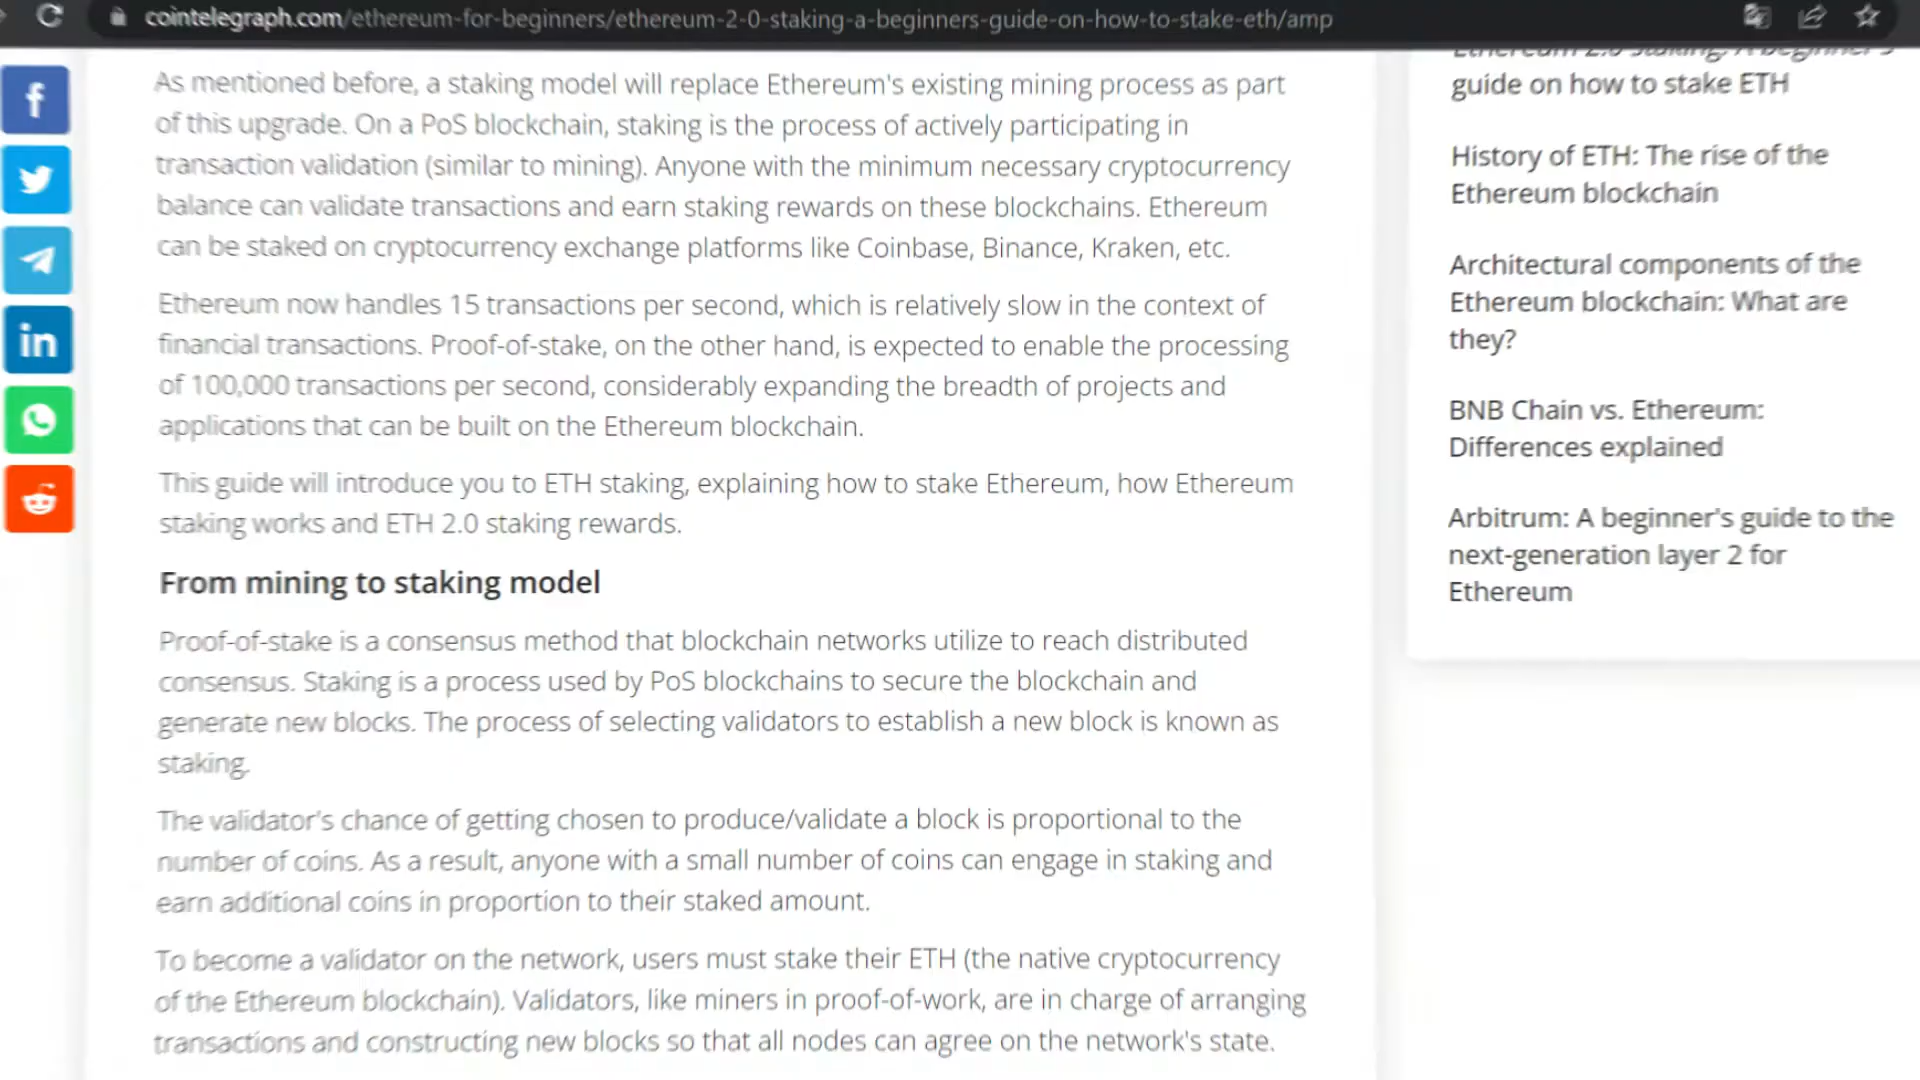 cointelegraph.com/ethereum-for-beginners/ethereum-2-0-staking-a-beginners-guide-on-how-to-stake-eth/amp
As mentioned before, a staking model will replace Ethereum's existing mining process as part
of this upgrade. On a PoS blockchain, staking is the process of actively participating in
transaction validation (similar to mining). Anyone with the minimum necessary cryptocurrency
balance can validate transactions and earn staking rewards on these blockchains. Ethereum
can be staked on cryptocurrency exchange platforms like Coinbase, Binance, Kraken, etc.
Ethereum now handles 15 transactions per second, which is relatively slow in the context of
financial transactions. Proof-of-stake, on the other hand, is expected to enable the processing
of 100,000 transactions per second, considerably expanding the breadth of projects and
applications that can be built on the Ethereum blockchain.
This guide will introduce you to ETH staking, explaining how to stake Ethereum, how Ethereum
staking works and ETH 2.0 staking rewards.
From mining to staking model
Proof-of-stake is a consensus method that blockchain networks utilize to reach distributed
consensus. Staking is a process used by PoS blockchains to secure the blockchain and
generate new blocks. The process of selecting validators to establish a new block is known as
staking.
The validator's chance of getting chosen to produce/validate a block is proportional to the
number of coins. As a result, anyone with a small number of coins can engage in staking and
earn additional coins in proportion to their staked amount.
To become a validator on the network, users must stake their ETH (the native cryptocurrency
of the Ethereum blockchain). Validators, like miners in proof-of-work, are in charge of arranging
transactions and constructing new blocks so that all nodes can agree on the network's state.
Ethereum 2.0 staking: A beginner's
guide on how to stake ETH
History of ETH: The rise of the
Ethereum blockchain
Architectural components of the
Ethereum blockchain: What are
they?
BNB Chain vs. Ethereum:
Differences explained
Arbitrum: A beginner's guide to the
next-generation layer 2 for
Ethereum
f
in